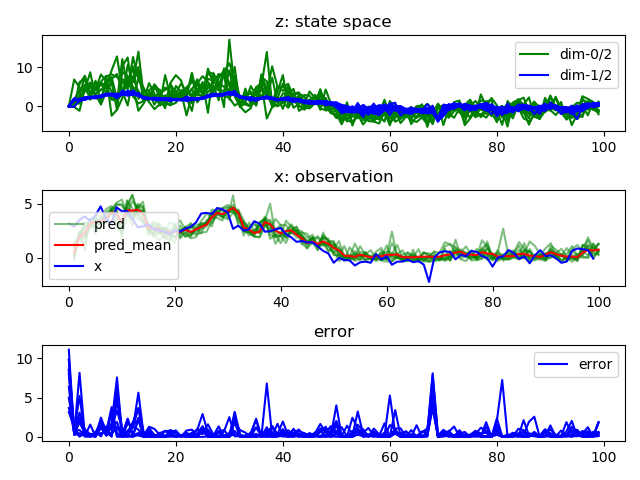 z: state space
10
0
dim-0/2
dim-1/2
0 20 40 60 80 100
x: observation
5
0
pred
pred_mean
x
0 20 40 60 80 100
error
10
5
0
error
0 20 40 60 80 100